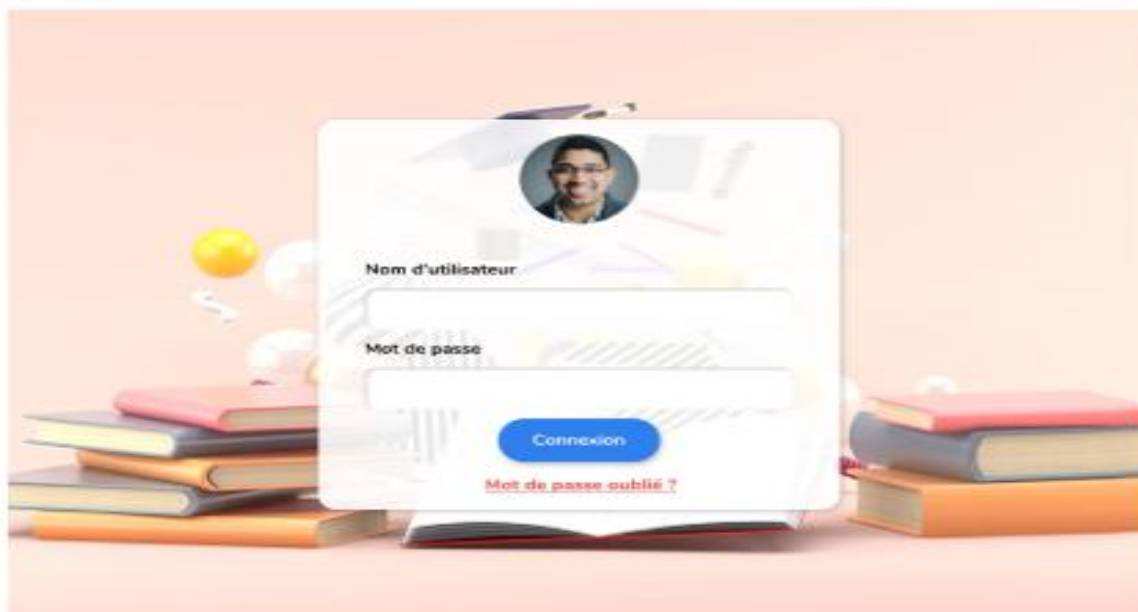 Nom d'utilisateur
Mot de passe
Connexion
Mot de passe oublié ?